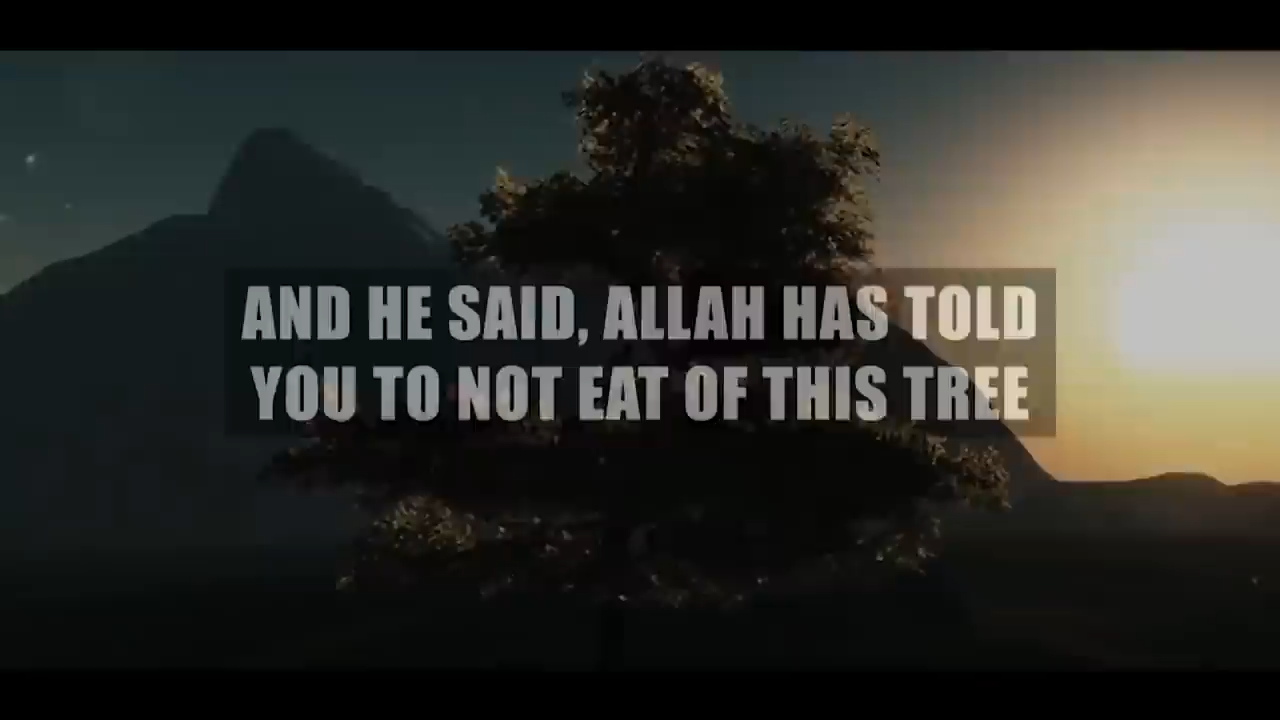 AND HE SAID, ALLAH HAS TOLD
YOU TO NOT EAT OF THIS TREE